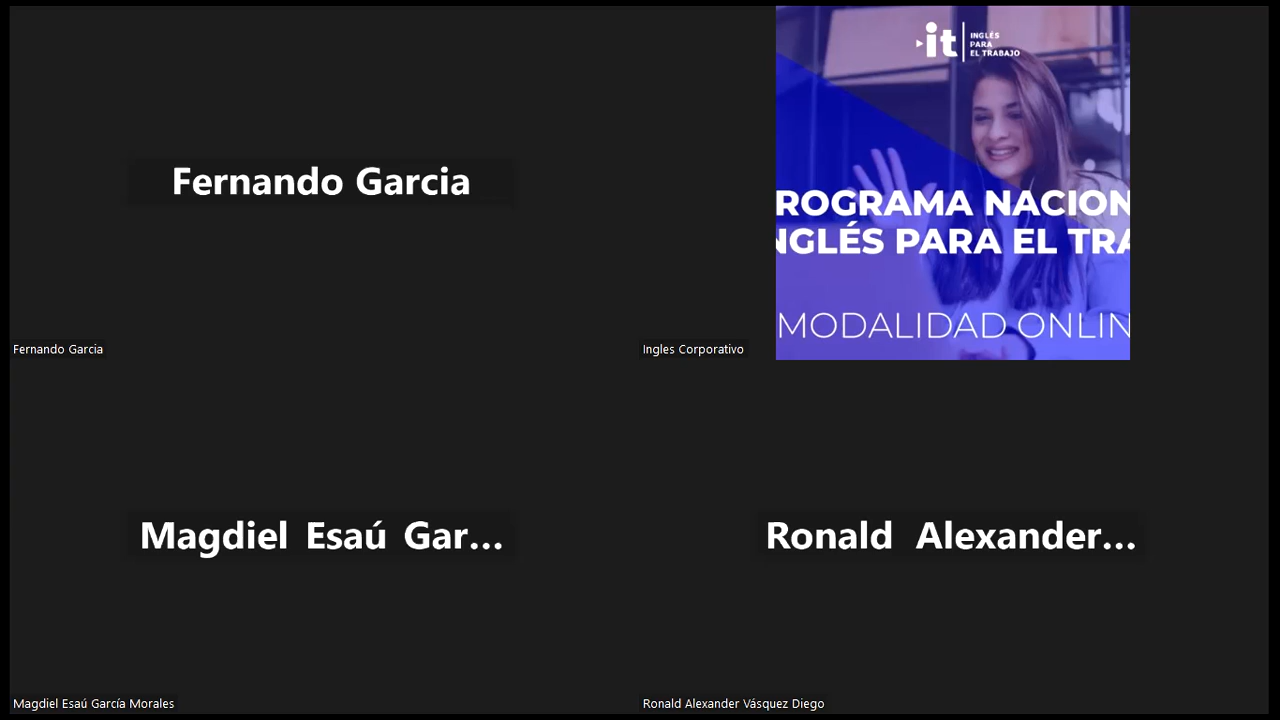 Fernando Garcia
Fernando Garcia
it
INGLÉS
PARA
EL TRABAJO
ROGRAMA NACION
NGLÉS PARA EL TRA
MODALIDAD ONLIN
Ingles Corporativo
Magdiel Esaú Gar...
Magdiel Esaú García Morales
Ronald Alexander...
Ronald Alexander Vásquez Diego